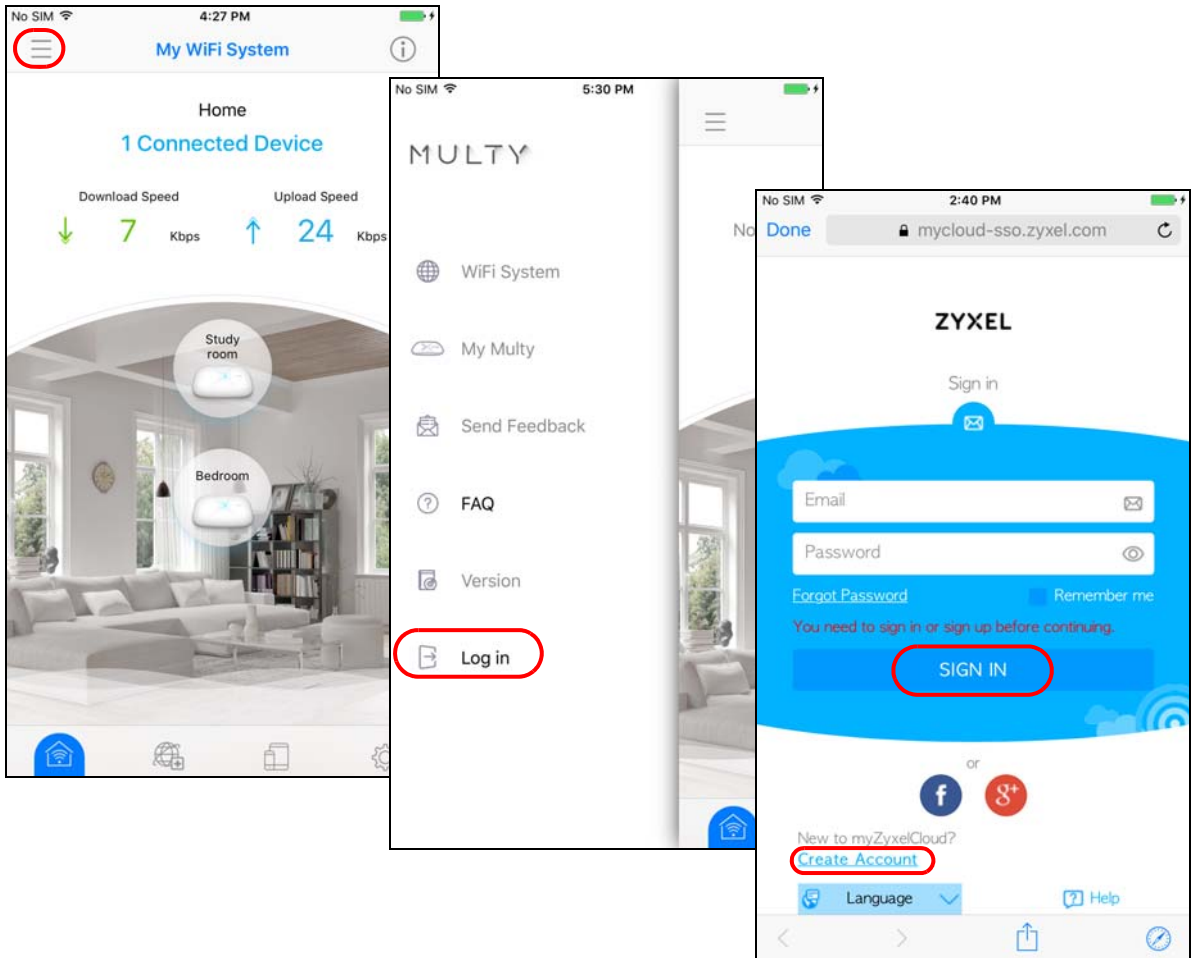 No SIM 4:27 PM
My WiFi System
Home
1 Connected Device
Download Speed Upload Speed
7 Kbps 24 Kbps
Study
room
Bedroom
No SIM 5:30 PM
MULTY
WiFi System
My Multy
Send Feedback
FAQ
Version
Log in
No
No SIM 2:40 PM
Done mycloud-sso.zyxel.com
ZYXEL
Sign in
Email
Password
Forgot Password Remember me
You need to sign in or sign up before continuing.
SIGN IN
or
f g+
New to myZyxelCloud?
Create Account
Language Help